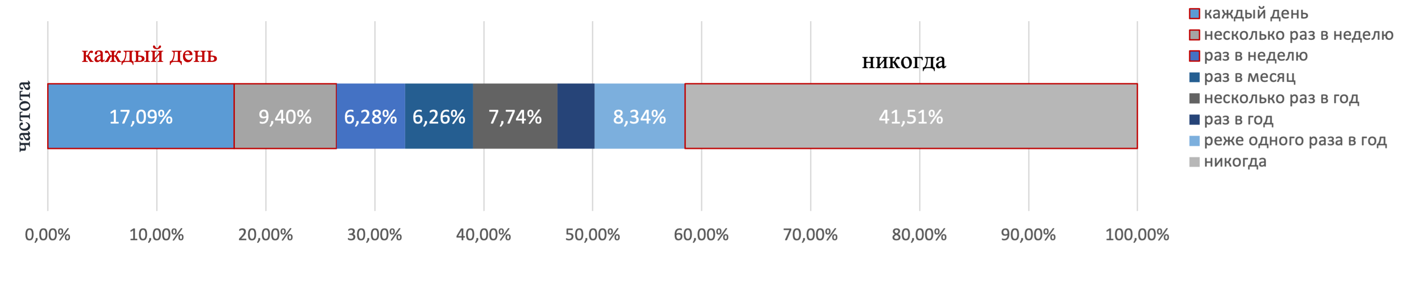 каждый день
никогда
частота
17,09%
9,40%
6,28%
6,26%
7,74%
8,34%
41,51%
0,00%
10,00%
20,00%
30,00%
40,00%
50,00%
60,00%
70,00%
80,00%
90,00%
100,00%
каждый день
несколько раз в неделю
раз в неделю
раз в месяц
несколько раз в год
раз в год
реже одного раза в год
никогда